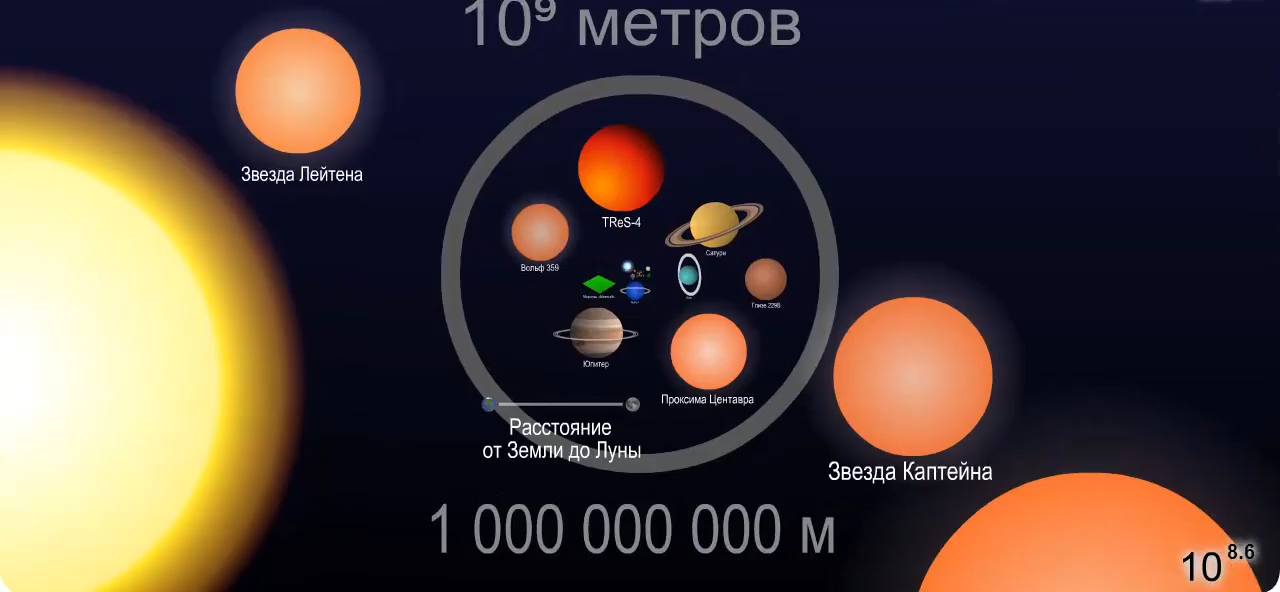 10⁹ метров
Звезда Лейтена
TReS-4
Сатурн
Вольф 359
Глизе 229B
Юпитер
Проксима Центавра
Расстояние
от Земли до Луны
Звезда Каптейна
1 000 000 000 м
10 8.6